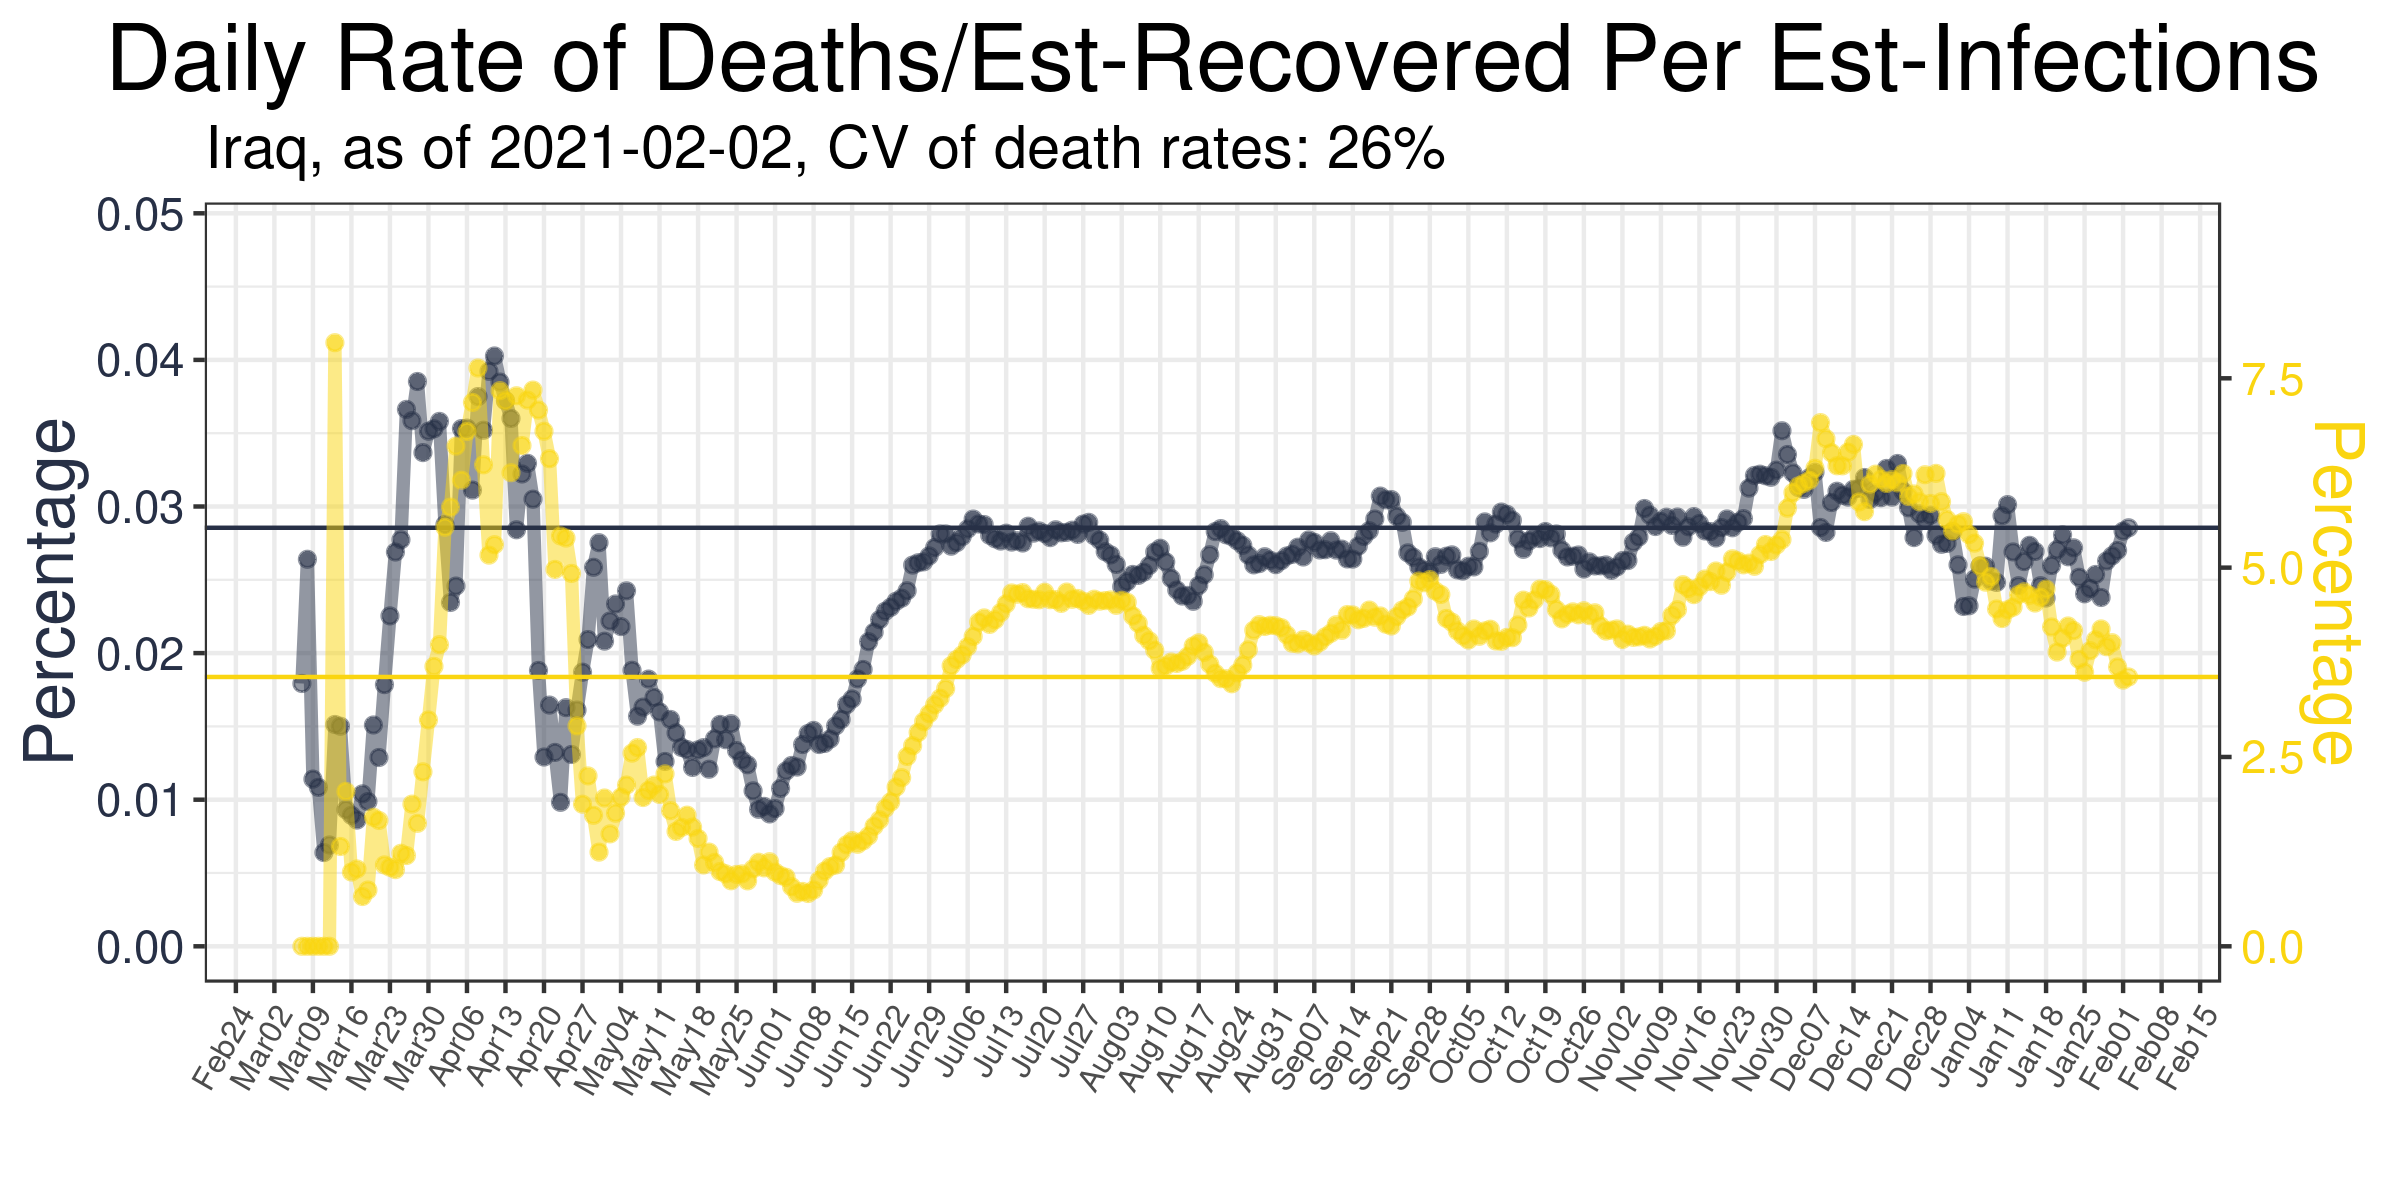 Daily Rate of Deaths/Est-Recovered Per Est-Infections
Iraq, as of 2021-02-02, CV of death rates: 26%
Percentage
0.05
0.04
0.03
0.02
0.01
0.00
7.5
5.0
2.5
0.0
Percentage
Feb24
Mar02
Mar09
Mar16
Mar23
Mar30
Apr06
Apr13
Apr20
Apr27
May04
May11
May18
May25
Jun01
Jun08
Jun15
Jun22
Jun29
Jul06
Jul13
Jul20
Jul27
Aug03
Aug10
Aug17
Aug24
Aug31
Sep07
Sep14
Sep21
Sep28
Oct05
Oct12
Oct19
Oct26
Nov02
Nov09
Nov16
Nov23
Nov30
Dec07
Dec14
Dec21
Dec28
Jan04
Jan11
Jan18
Jan25
Feb01
Feb08
Feb15